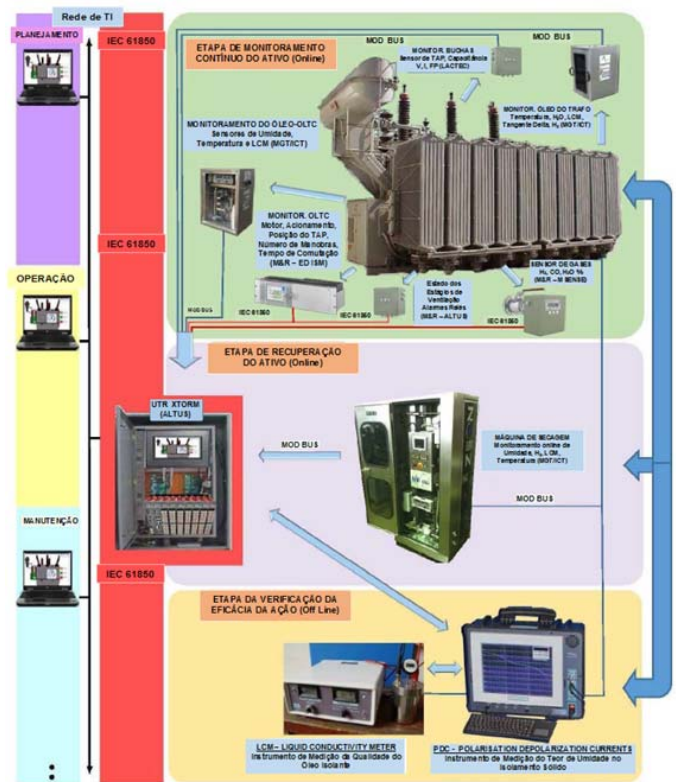 Rede de TI
PLANEJAMENTO
IEC 61850
ETAPA DE MONITORAMENTO
CONTÍNUO DO ATIVO (Online)
MOD BUS
MONITOR. BUCHAS
Sensor de TAP, Capacitância
V, I, FP (LACTEC)
MOD BUS
MONITOR. ÓLEO DO TRAFO
Temperatura, H₂O, LCM,
Tangente Delta, H₂ (MGT/ICT)
MONITORAMENTO DO ÓLEO-OLTC
Sensores de Umidade,
Temperatura e LCM (MGT/ICT)
MONITOR. OLTC
Motor, Acionamento,
Posição do TAP,
Número de Manobras,
Tempo de Comutação
(M&R – ED ISM)
MOD BUS
IEC 61850
Estado dos
Estágios de
Ventilação
Alarmes Relés
(M&R – ALTUS)
IEC 61850
SENSOR DE GASES
H₂, CO, H₂O %
(M&R – M SENSE)
IEC 61850
IEC 61850
OPERAÇÃO
ETAPA DE RECUPERAÇÃO
DO ATIVO (Online)
UTR XTORM
(ALTUS)
MOD BUS
MÁQUINA DE SECAGEM
Monitoramento online de
Umidade, H₂, LCM,
Temperatura (MGT/ICT)
MOD BUS
MANUTENÇÃO
IEC 61850
ETAPA DA VERIFICAÇÃO DA
EFICÁCIA DA AÇÃO (Off Line)
LCM – LIQUID CONDUCTIVITY METER
Instrumento de Medição da Qualidade do
Óleo Isolante
PDC - POLARISATION DEPOLARIZATION CURRENTS
Instrumento de Medição do Teor de Umidade no
Isolamento Sólido